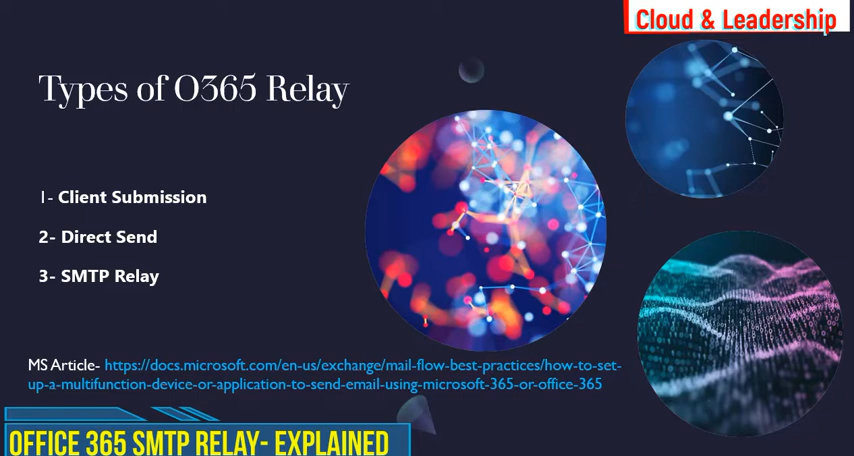 Cloud & Leadership
Types of O365 Relay
1- Client Submission
2- Direct Send
3- SMTP Relay
MS Article- https://docs.microsoft.com/en-us/exchange/mail-flow-best-practices/how-to-set-
up-a-multifunction-device-or-application-to-send-email-using-microsoft-365-or-office-365
OFFICE 365 SMTP RELAY- EXPLAINED